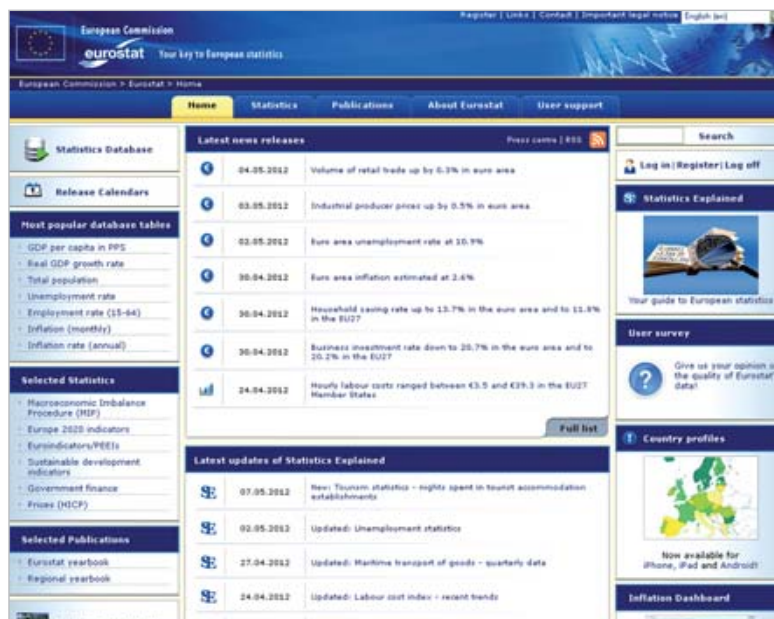 Register | Links | Contact | Important legal notice English (en)
European Commission
eurostat Your key to European statistics
European Commission > Eurostat > Home
Home Statistics Publications About Eurostat User support
Statistics Database
Release Calendars
Most popular database tables
GDP per capita in PPS
Real GDP growth rate
Total population
Unemployment rate
Employment rate (15-64)
Inflation (monthly)
Inflation rate (annual)
Selected Statistics
Macroeconomic Imbalance
Procedure (MIP)
Europe 2020 indicators
Euroindicators/PEEIs
Sustainable development
indicators
Government finance
Prices (HICP)
Selected Publications
Eurostat yearbook
Regional yearbook
Latest news releases Press centre | RSS
04.05.2012 Volume of retail trade up by 0.3% in euro area
03.05.2012 Industrial producer prices up by 0.5% in euro area
02.05.2012 Euro area unemployment rate at 10.9%
30.04.2012 Euro area inflation estimated at 2.6%
30.04.2012 Household saving rate up to 13.7% in the euro area and to 11.8%
in the EU27
30.04.2012 Business investment rate down to 20.7% in the euro area and to
20.2% in the EU27
24.04.2012 Hourly labour costs ranged between €3.5 and €39.3 in the EU27
Member States
Full list
Latest updates of Statistics Explained
SE 07.05.2012 New: Tourism statistics - nights spent in tourist accommodation
establishments
SE 02.05.2012 Updated: Unemployment statistics
SE 27.04.2012 Updated: Maritime transport of goods - quarterly data
SE 24.04.2012 Updated: Labour cost index - recent trends
Search
Log in|Register|Log off
Statistics Explained
Your guide to European statistics
User survey
? Give us your opinion o
the quality of Eurostat'
data!
Country profiles
Now available for
iPhone, iPad and Android!
Inflation Dashboard